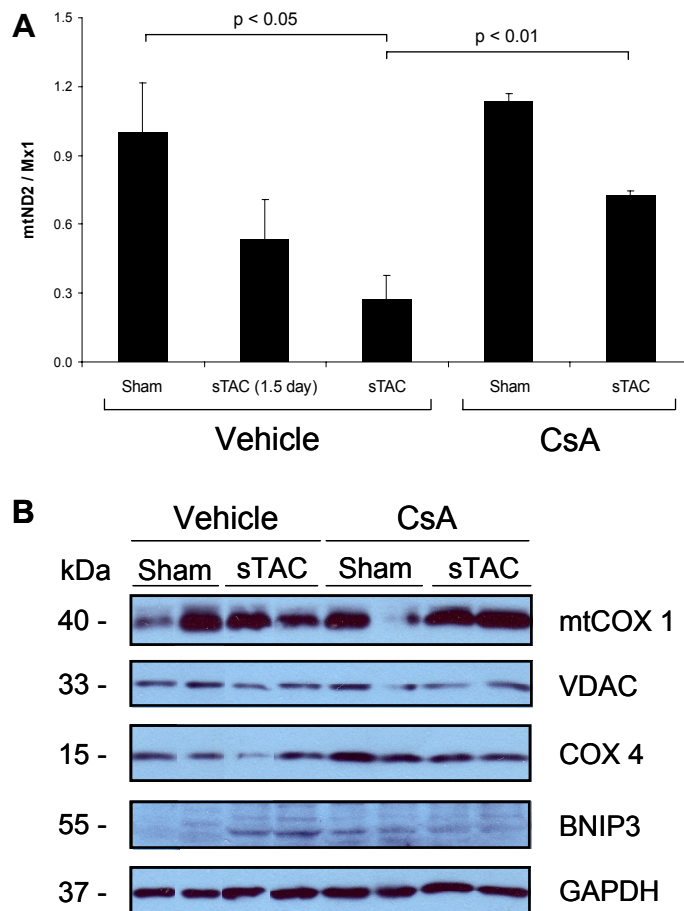 A
1.5
p < 0.05
p < 0.01
1.2
0.9
0.6
0.3
0.0
mtND2 / Mx1
Sham sTAC (1.5 day) sTAC Sham sTAC
Vehicle CsA
B
Vehicle CsA
kDa Sham sTAC Sham sTAC
40 - mtCOX 1
33 - VDAC
15 - COX 4
55 - BNIP3
37 - GAPDH